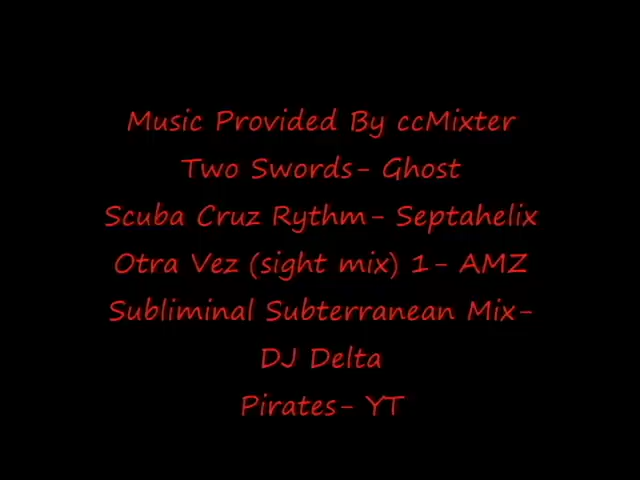 Music Provided By ccMixter
Two Swords- Ghost
Scuba Cruz Rythm- Septahelix
Otra Vez (sight mix) 1- AMZ
Subliminal Subterranean Mix-
DJ Delta
Pirates- YT